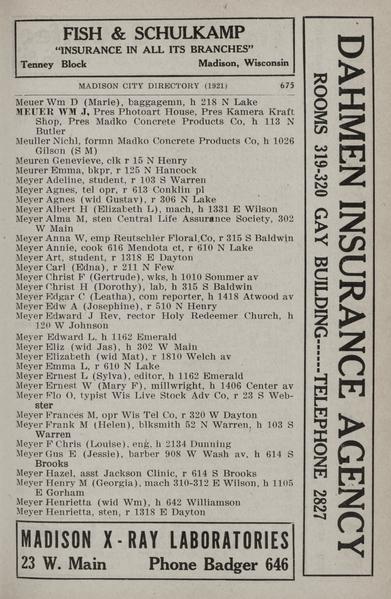 FISH & SCHULKAMP
"INSURANCE IN ALL ITS BRANCHES"
Tenney Block Madison, Wisconsin
MADISON CITY DIRECTORY (1921) 675
Meuer Wm D (Marie), baggagemn, h 218 N Lake
MEUER WM J, Pres Photoart House, Pres Kamera Kraft
Shop, Pres Madko Concrete Products Co, h 113 N
Butler
Meuller Nichl, formn Madko Concrete Products Co, h 1026
Gilson (S M)
Meuren Genevieve, clk r 15 N Henry
Meurer Emma, bkpr, r 125 N Hancock
Meyer Adeline, student, r 103 S Warren
Meyer Agnes, tel opr, r 613 Conklin pl
Meyer Agnes (wid Gustav), r 306 N Lake
Meyer Albert H (Elizabeth L), mach, h 1331 E Wilson
Meyer Alma M, sten Central Life Assurance Society, 302
W Main
Meyer Anna W, emp Reutschler Floral Co, r 315 S Baldwin
Meyer Annie, cook 616 Mendota ct, r 610 N Lake
Meyer Art, student, r 1318 E Dayton
Meyer Carl (Edna), r 211 N Few
Meyer Christ F (Gertrude), wks, h 1010 Sommer av
Meyer Christ H (Dorothy), lab, h 315 S Baldwin
Meyer Edgar C (Leatha), com reporter, h 1418 Atwood av
Meyer Edw A (Josephine), r 510 N Henry
Meyer Edward J Rev, rector Holy Redeemer Church, h
120 W Johnson
Meyer Edward L, h 1162 Emerald
Meyer Eliz (wid Jas), h 302 W Main
Meyer Elizabeth (wid Mat), r 1810 Welch av
Meyer Emma L, r 610 N Lake
Meyer Ernest L (Sylva), editor, h 1162 Emerald
Meyer Ernest W (Mary F), millwright, h 1406 Center av
Meyer Flo O, typist Wis Live Stock Adv Co, r 23 S Web-
ster
Meyer Frances M, opr Wis Tel Co, r 320 W Dayton
Meyer Frank M (Helen), blksmith 52 N Warren, h 103 S
Warren
Meyer F Chris (Louise), eng, h 2134 Dunning
Meyer Gus E (Jessie), barber 908 W Wash av, h 614 S
Brooks
Meyer Hazel, asst Jackson Clinic, r 614 S Brooks
Meyer Henry M (Georgia), mach 310-312 E Wilson, h 1105
E Gorham
Meyer Henrietta (wid Wm), h 642 Williamson
Meyer Henrietta, sten, r 1318 E Dayton
MADISON X-RAY LABORATORIES
23 W. Main Phone Badger 646
DAHMEN INSURANCE AGENCY
ROOMS 319-320 GAY BUILDING------TELEPHONE 2827